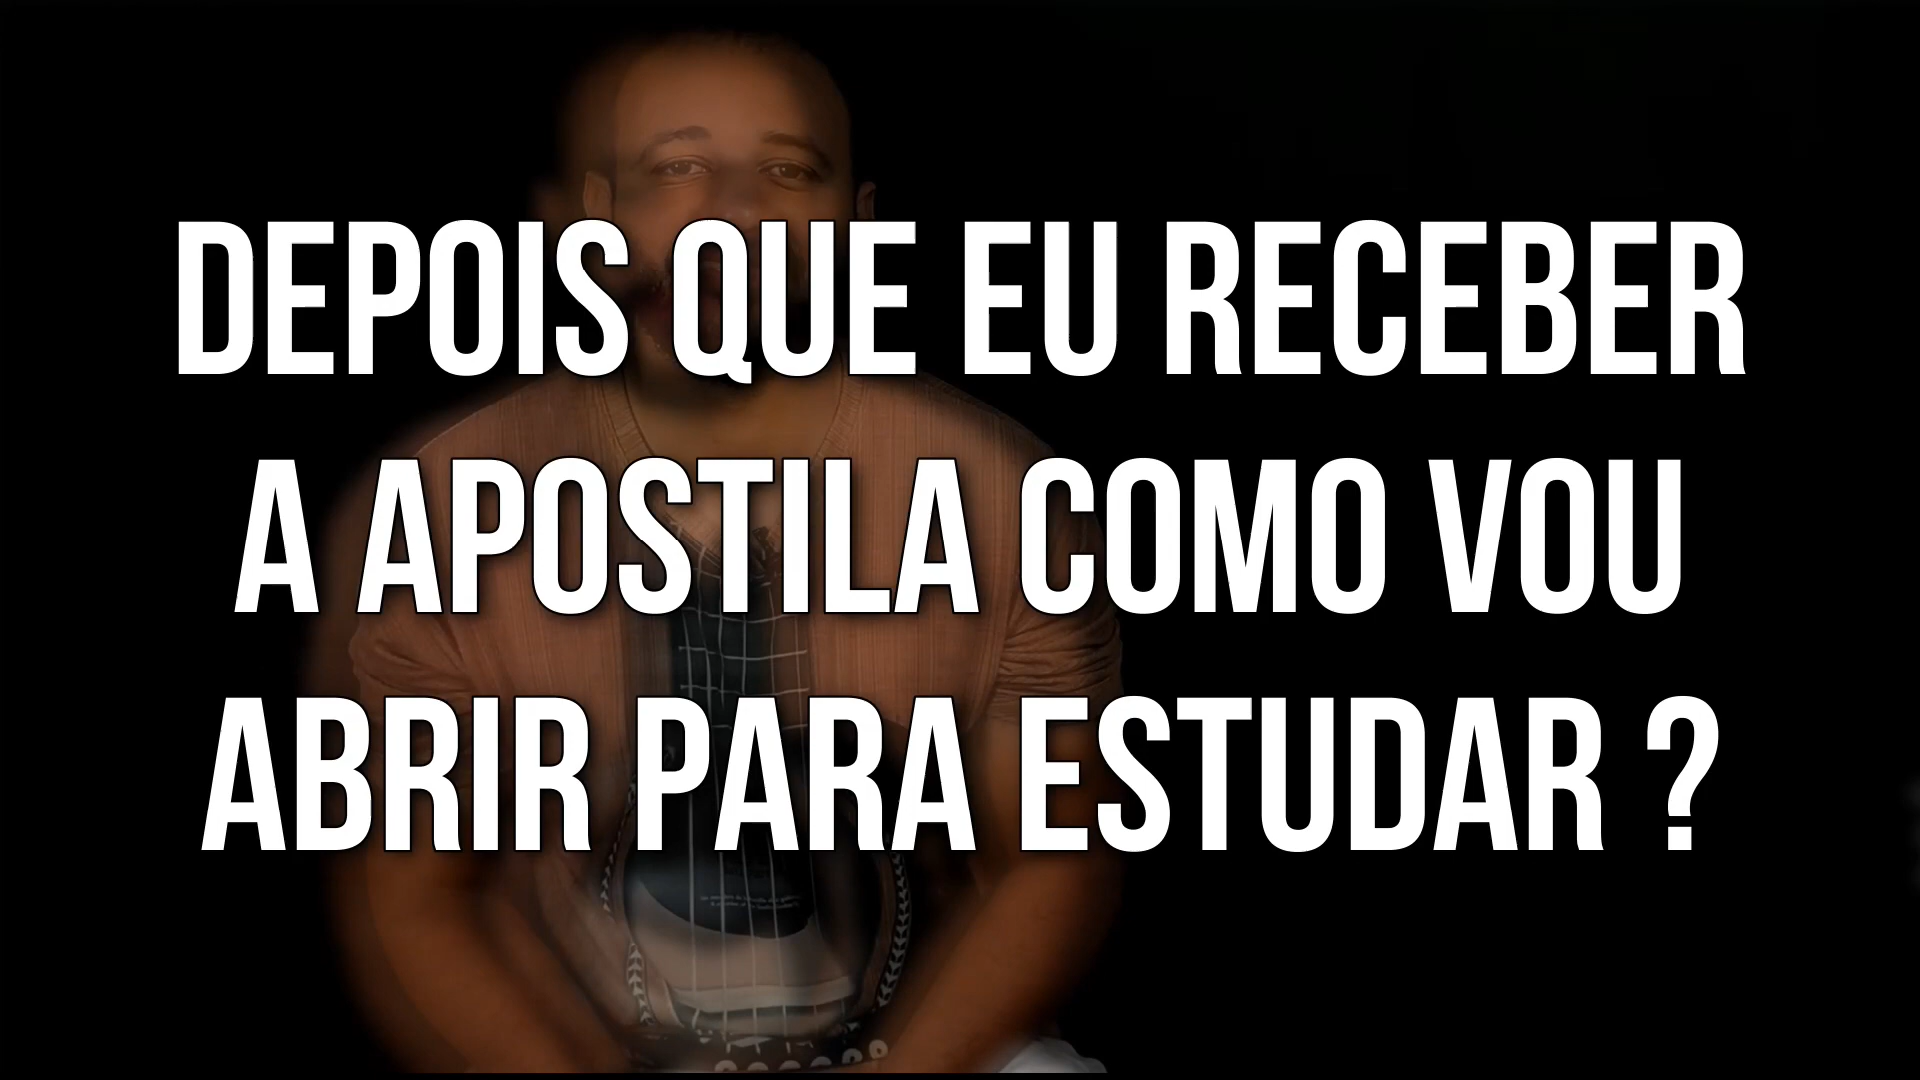 DEPOIS QUE EU RECEBER
A APOSTILA COMO VOU
ABRIR PARA ESTUDAR ?